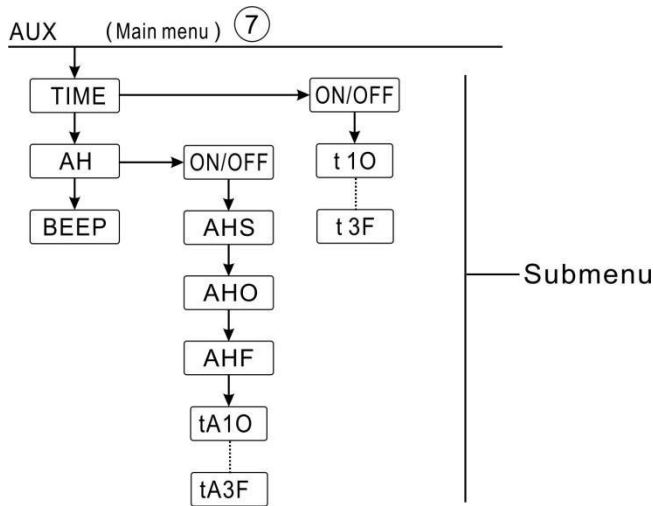 AUX (Main menu) 7
TIME ON/OFF
AH ON/OFF t 1O
BEEP AHS t 3F
AHO Submenu
AHF
tA1O
tA3F